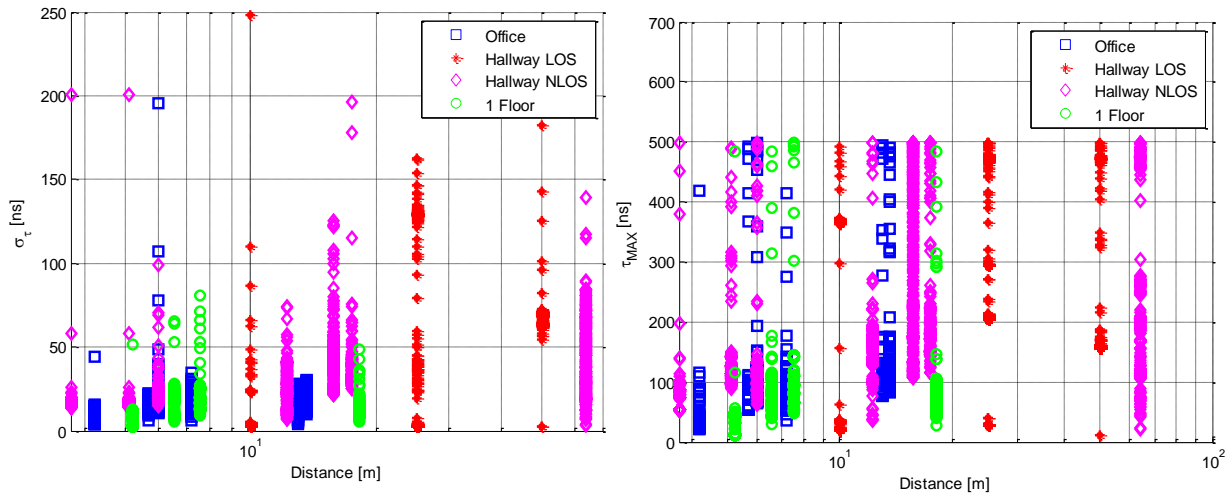 250
200
150
100
50
0
σ_τ [ns]
10^1
Distance [m]
Office
Hallway LOS
Hallway NLOS
1 Floor
700
600
500
400
300
200
100
0
τ_MAX [ns]
10^1
10^2
Distance [m]
Office
Hallway LOS
Hallway NLOS
1 Floor